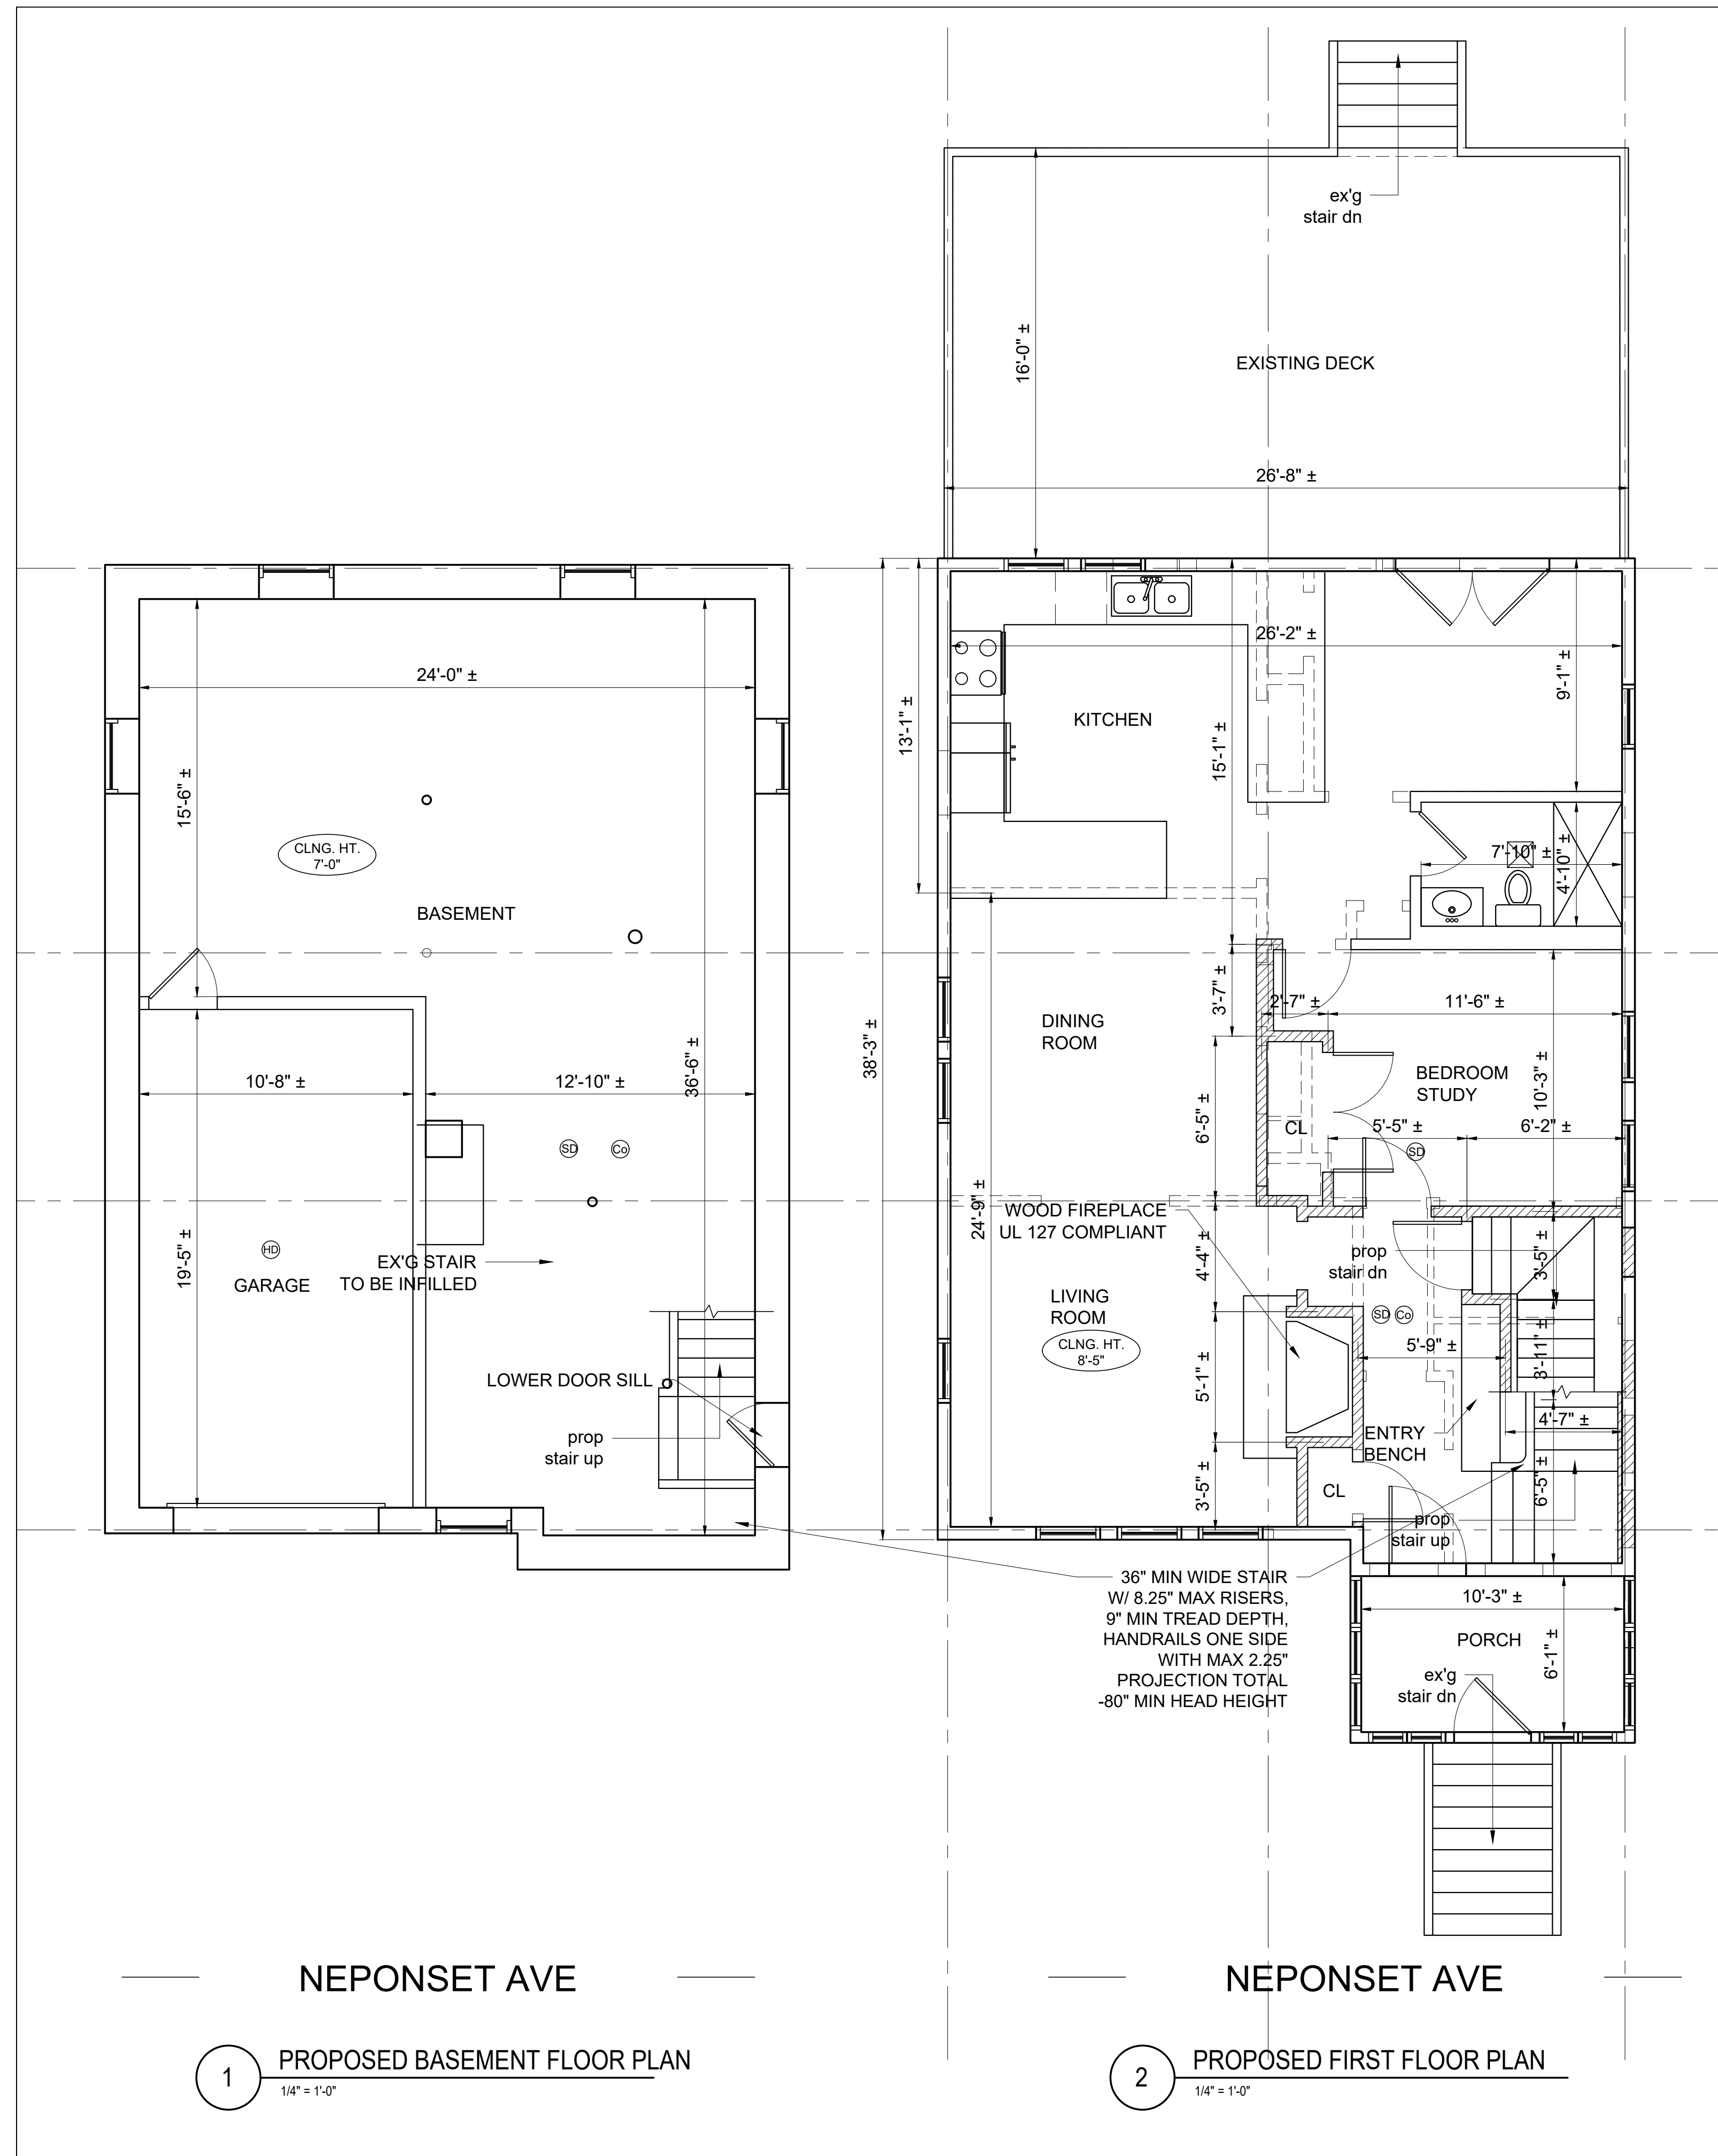 ex'g
stair dn
16'-0" ±
EXISTING DECK
26'-8" ±
24'-0" ±
15'-6" ±
CLNG. HT.
7'-0"
BASEMENT
10'-8" ±
12'-10" ±
36'-6" ±
SD
Co
19'-5" ±
HD
GARAGE
EX'G STAIR
TO BE INFILLED
LOWER DOOR SILL
prop
stair up
26'-2" ±
9'-1" ±
13'-1" ±
KITCHEN
15'-1" ±
7'-10" ±
4'-10" ±
38'-3" ±
3'-7" ±
2'-7" ±
11'-6" ±
DINING
ROOM
BEDROOM
STUDY
10'-3" ±
6'-5" ±
CL
5'-5" ±
6'-2" ±
SD
24'-9" ±
WOOD FIREPLACE
UL 127 COMPLIANT
4'-4" ±
prop
stair dn
3'-5" ±
LIVING
ROOM
CLNG. HT.
8'-5"
SD
Co
5'-9" ±
3'-11" ±
5'-1" ±
4'-7" ±
ENTRY
BENCH
3'-5" ±
CL
6'-5" ±
prop
stair up
36" MIN WIDE STAIR
W/ 8.25" MAX RISERS,
9" MIN TREAD DEPTH,
HANDRAILS ONE SIDE
WITH MAX 2.25"
PROJECTION TOTAL
-80" MIN HEAD HEIGHT
10'-3" ±
PORCH
6'-1" ±
ex'g
stair dn
NEPONSET AVE
NEPONSET AVE
1
PROPOSED BASEMENT FLOOR PLAN
1/4" = 1'-0"
2
PROPOSED FIRST FLOOR PLAN
1/4" = 1'-0"